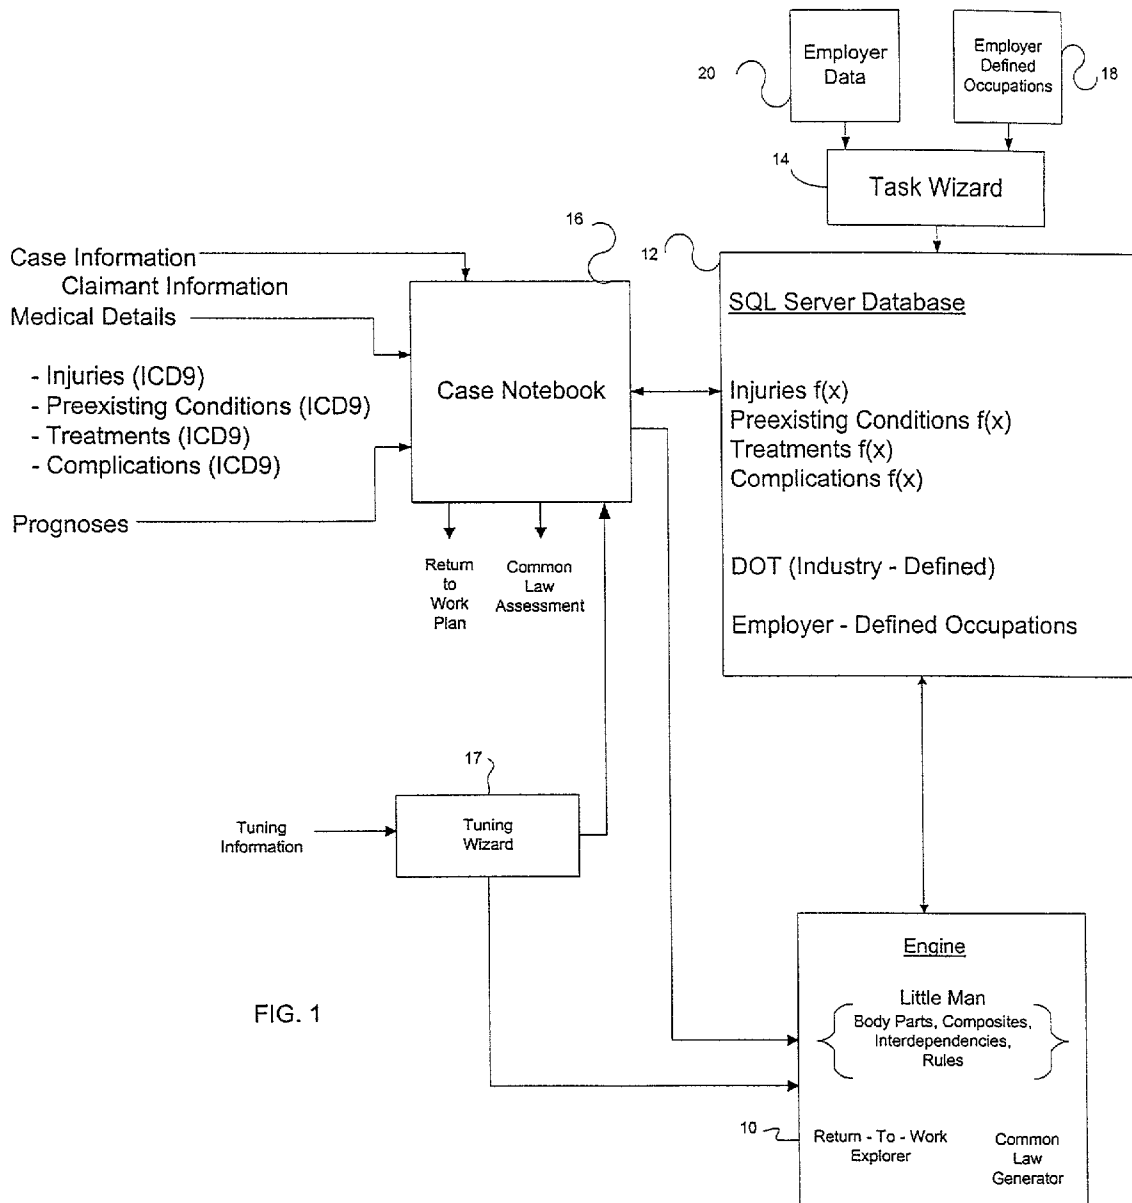 Employer
Data
20
Employer
Defined
Occupations
18
14
Task Wizard
16
12
Case Information
Claimant Information
Medical Details
- Injuries (ICD9)
- Preexisting Conditions (ICD9)
- Treatments (ICD9)
- Complications (ICD9)
Prognoses
Case Notebook
SQL Server Database
Injuries f(x)
Preexisting Conditions f(x)
Treatments f(x)
Complications f(x)
DOT (Industry - Defined)
Employer - Defined Occupations
Return
to
Work
Plan
Common
Law
Assessment
17
Tuning
Information
Tuning
Wizard
FIG. 1
Engine
Little Man
Body Parts, Composites,
Interdependencies,
Rules
10
Return - To - Work
Explorer
Common
Law
Generator